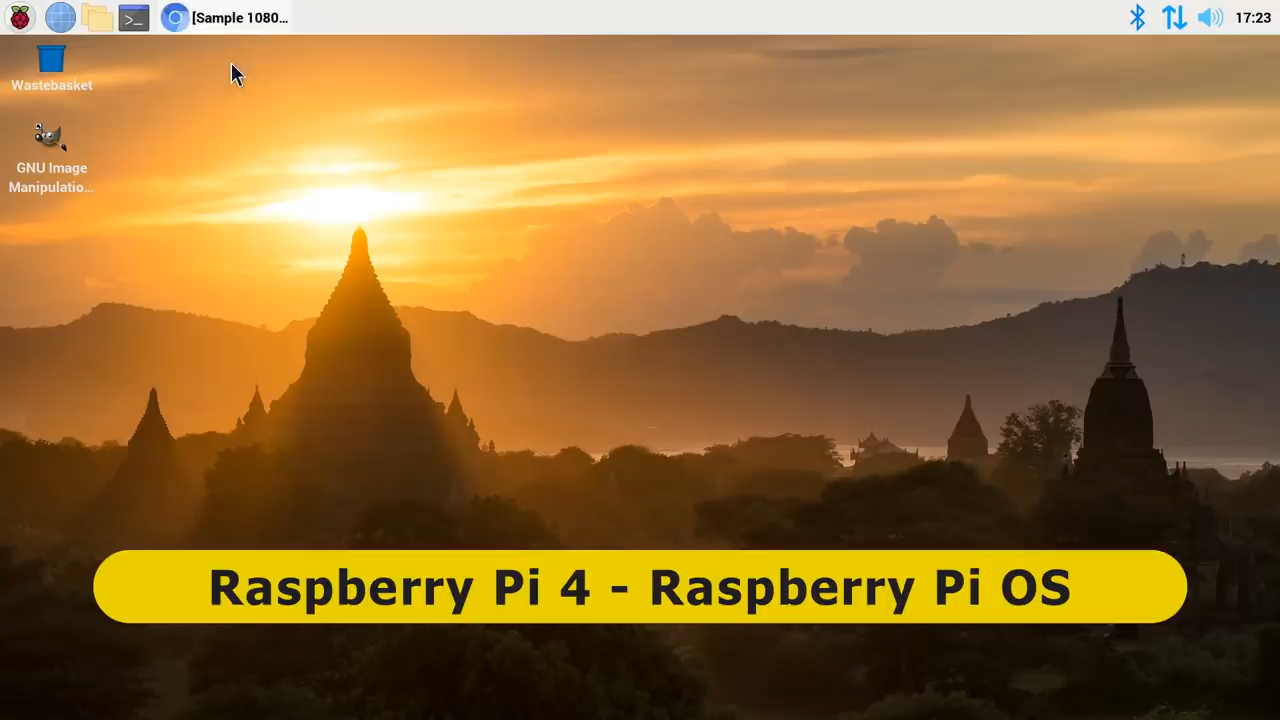 [Sample 1080...
17:23
Wastebasket
GNU Image
Manipulatio...
Raspberry Pi 4 - Raspberry Pi OS